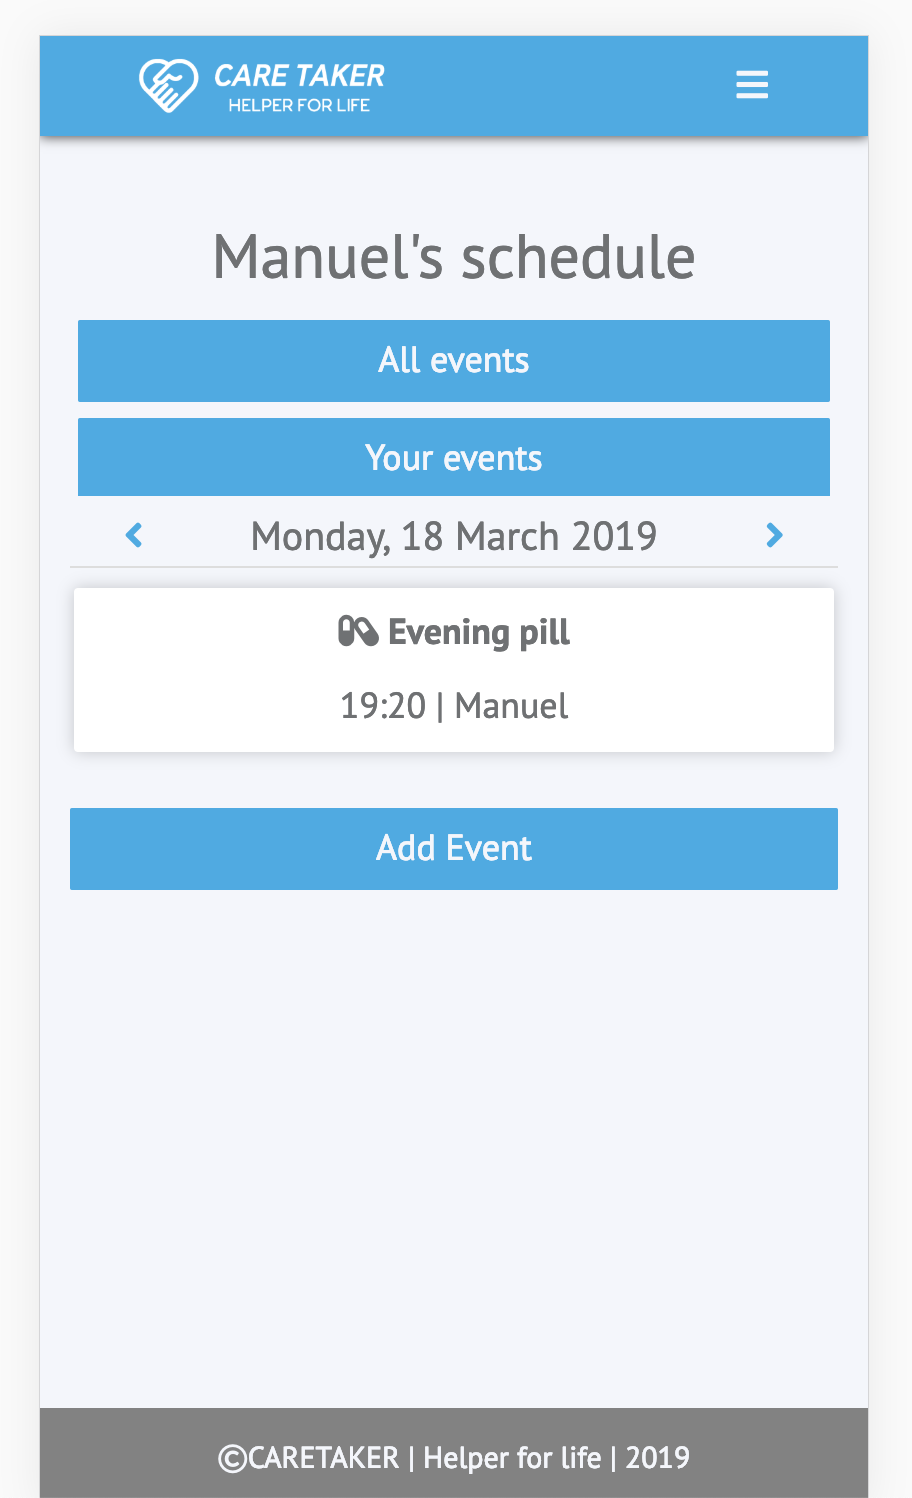 CARE TAKER
HELPER FOR LIFE
Manuel's schedule
All events
Your events
Monday, 18 March 2019
Evening pill
19:20 | Manuel
Add Event
©CARETAKER | Helper for life | 2019